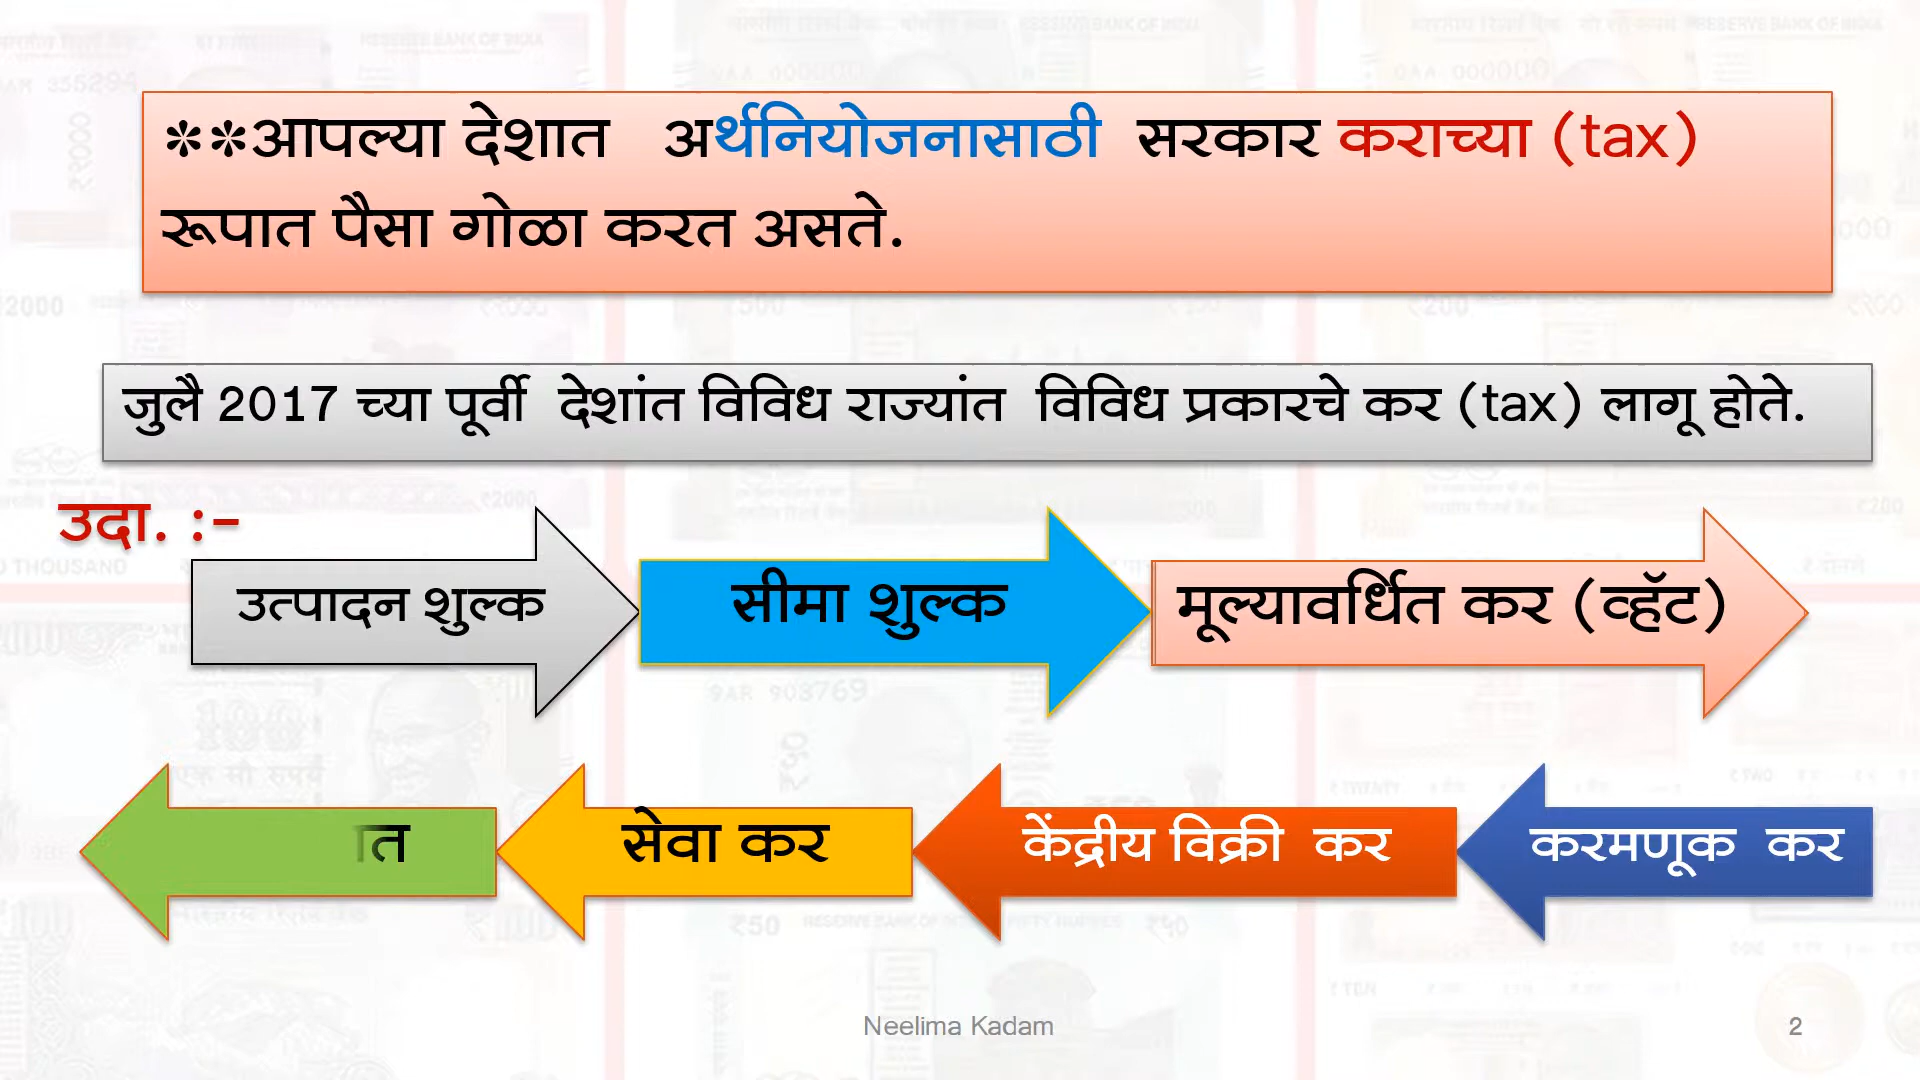 **आपल्या देशात अर्थनियोजनासाठी सरकार कराच्या (tax)
रूपात पैसा गोळा करत असते.
जुलै 2017 च्या पूर्वी देशांत विविध राज्यांत विविध प्रकारचे कर (tax) लागू होते.
उदा. :-
उत्पादन शुल्क
सीमा शुल्क
मूल्यावर्धित कर (व्हॅट)
करमणूक कर
केंद्रीय विक्री कर
सेवा कर
Neelima Kadam
2